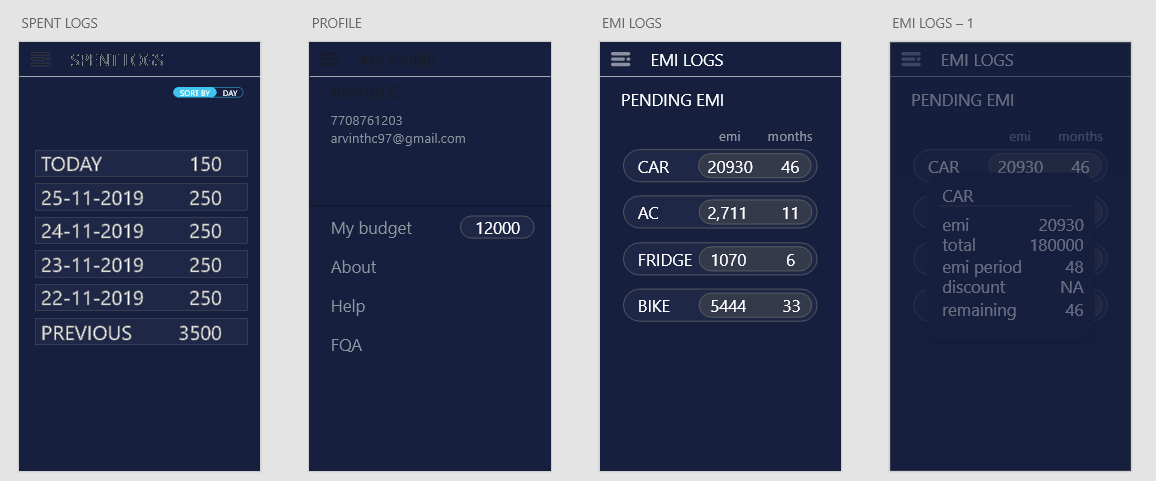 SPENT LOGS
SPENT LOGS
SORT BY DAY
TODAY 150
25-11-2019 250
24-11-2019 250
23-11-2019 250
22-11-2019 250
PREVIOUS 3500
PROFILE
My Profile
Arvinth C
7708761203
arvinthc97@gmail.com
My budget 12000
About
Help
FQA
EMI LOGS
EMI LOGS
PENDING EMI
emi months
CAR 20930 46
AC 2,711 11
FRIDGE 1070 6
BIKE 5444 33
EMI LOGS – 1
EMI LOGS
PENDING EMI
emi months
CAR 20930 46
CAR
emi 20930
total 180000
emi period 48
discount NA
remaining 46